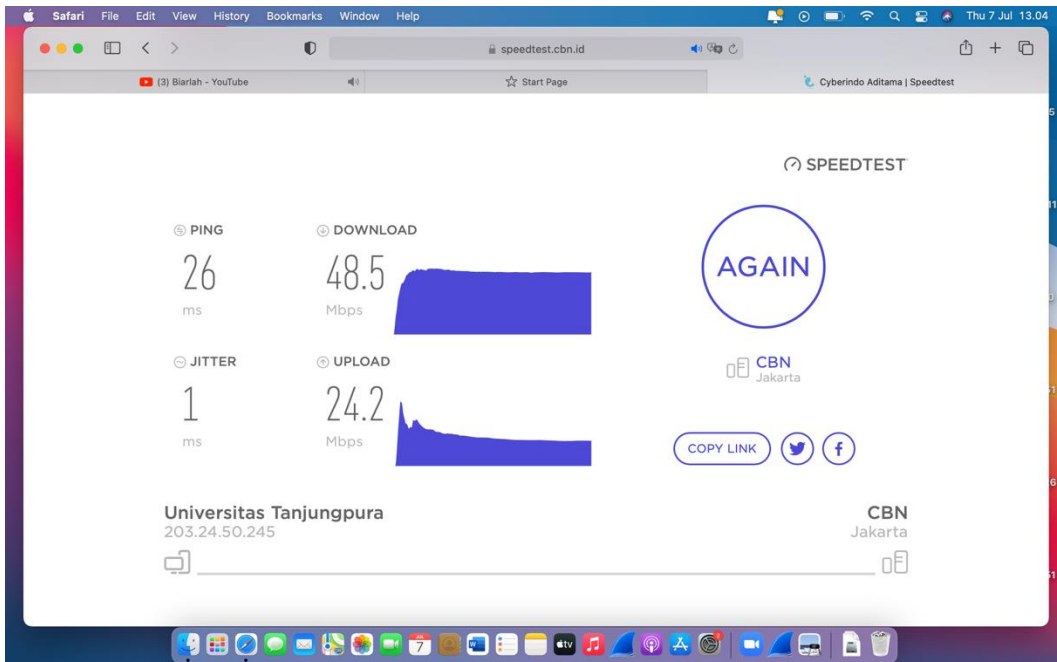 Safari File Edit View History Bookmarks Window Help Thu 7 Jul 13.04
speedtest.cbn.id
(3) Biarlah - YouTube
Start Page
Cyberindo Aditama | Speedtest
SPEEDTEST
PING
26
ms
DOWNLOAD
48.5
Mbps
AGAIN
JITTER
1
ms
UPLOAD
24.2
Mbps
CBN
Jakarta
COPY LINK
Universitas Tanjungpura
203.24.50.245
CBN
Jakarta
7
tv